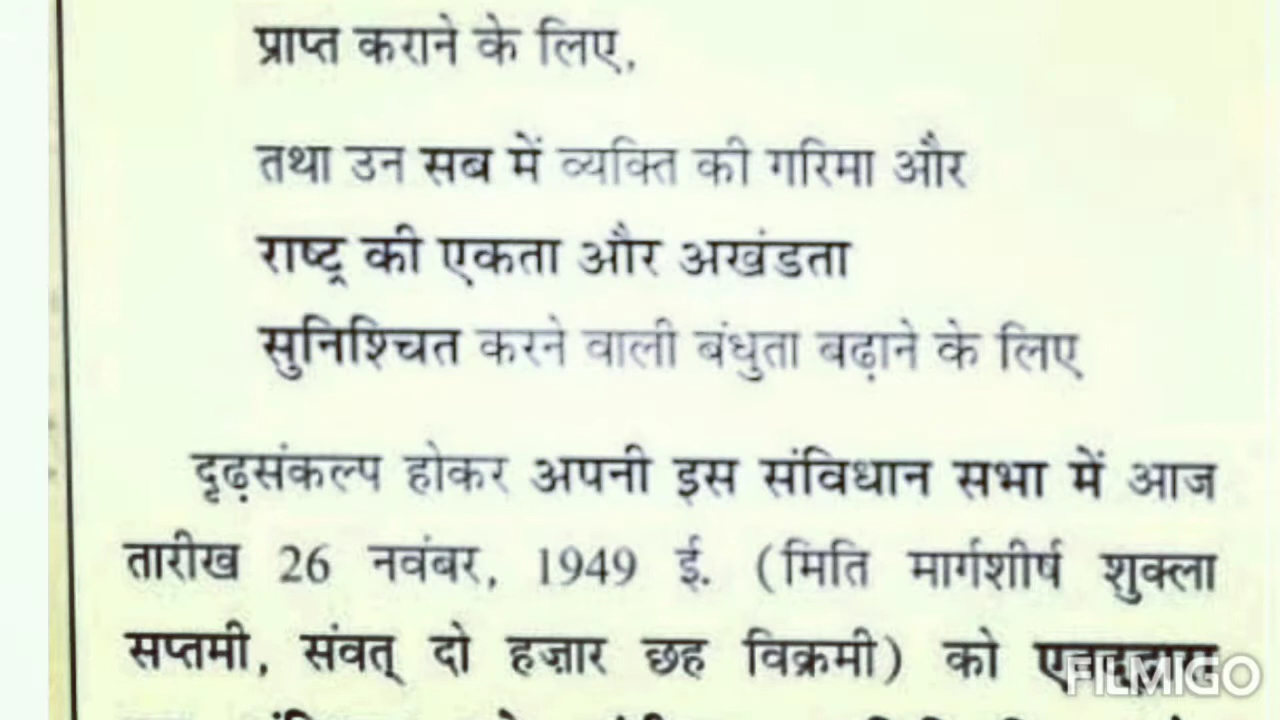 प्राप्त कराने के लिए,
तथा उन सब में व्यक्ति की गरिमा और
राष्ट्र की एकता और अखंडता
सुनिश्चित करने वाली बंधुता बढ़ाने के लिए
दृढ़संकल्प होकर अपनी इस संविधान सभा में आज
तारीख 26 नवंबर, 1949 ई. (मिति मार्गशीर्ष शुक्ला
सप्तमी, संवत् दो हज़ार छह विक्रमी) को
FILMIGO